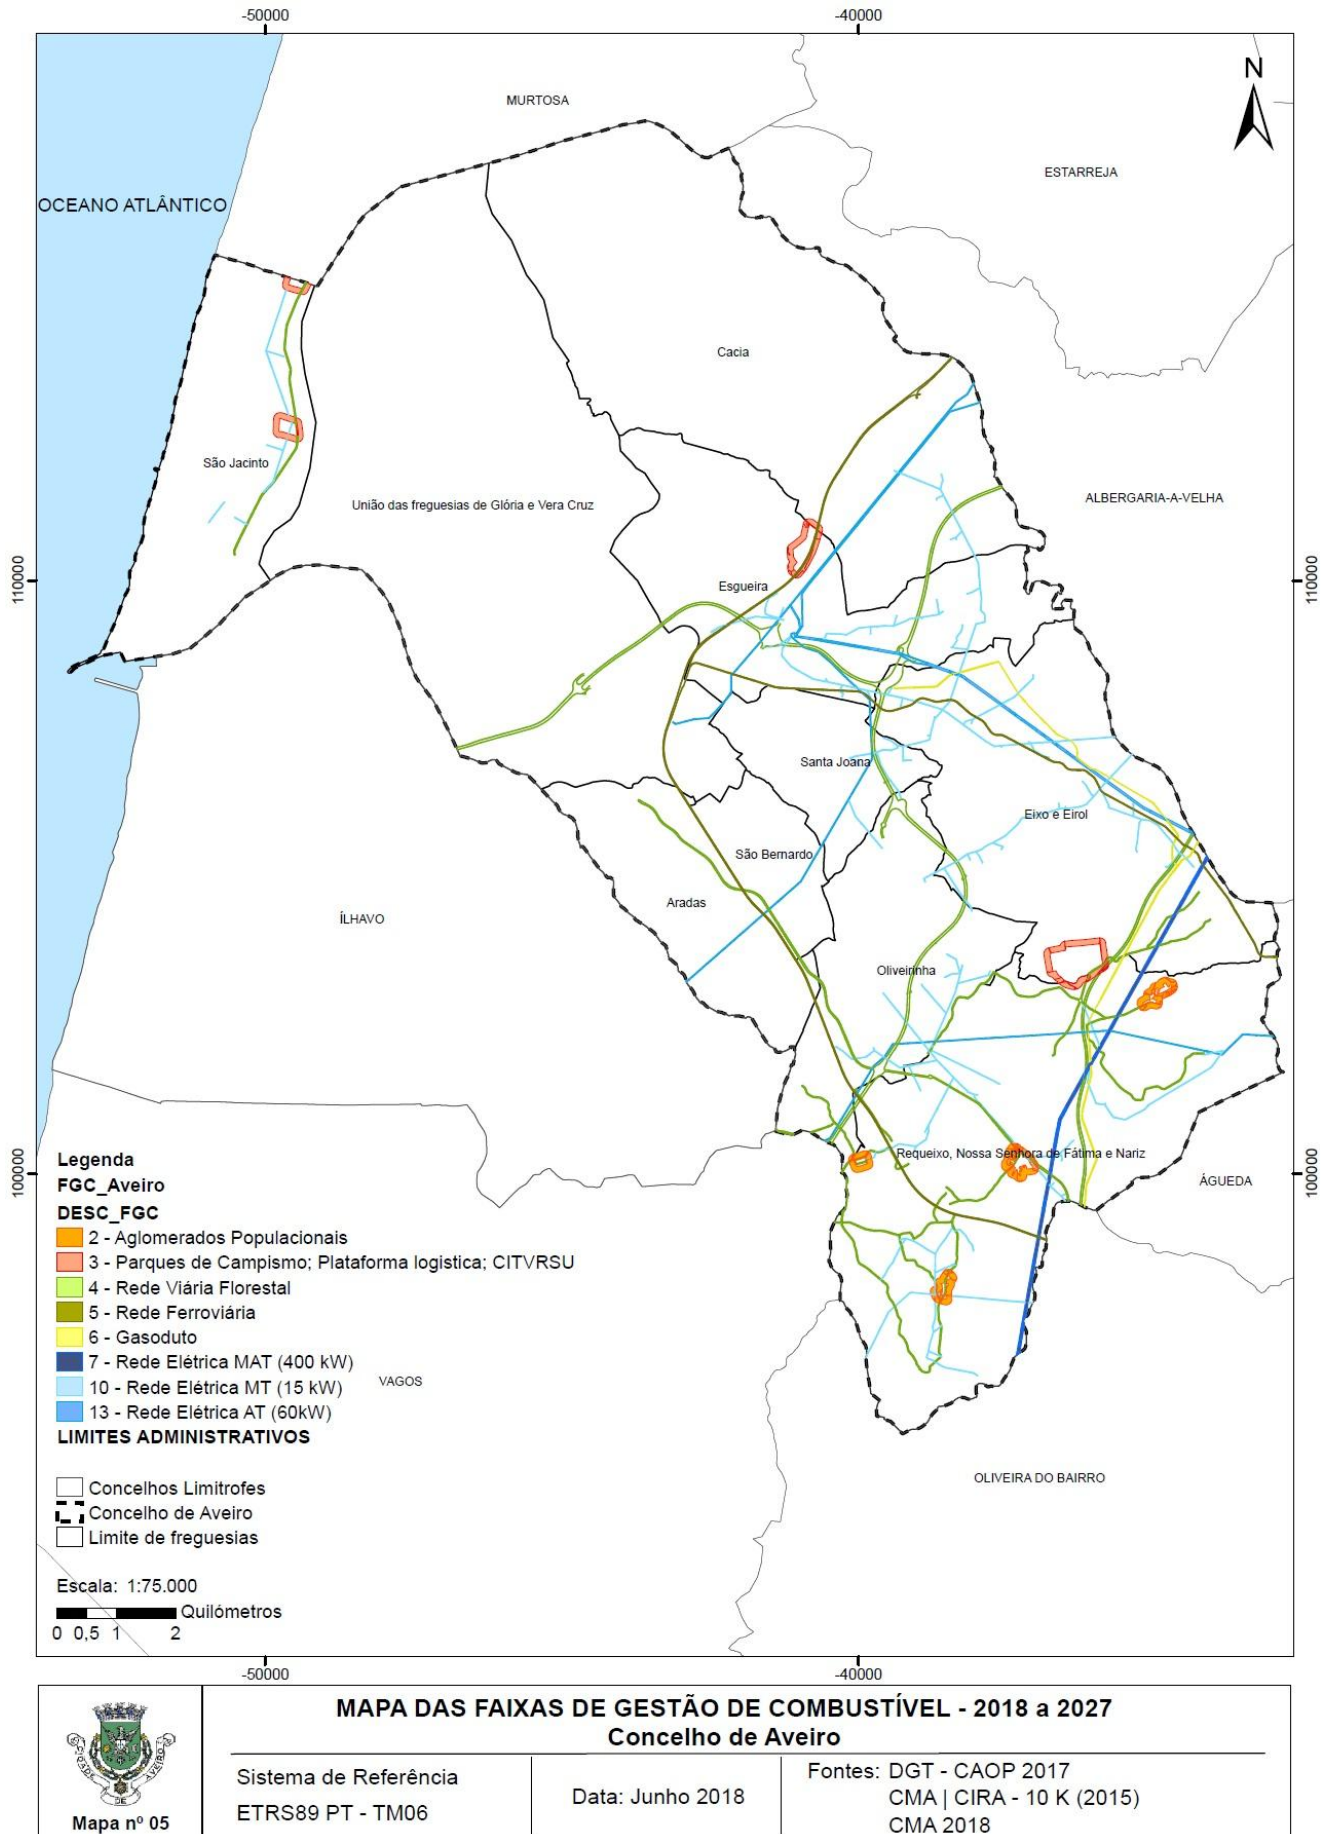 -50000
-40000
N
MURTOSA
ESTARREJA
OCEANO ATLÂNTICO
Cacia
São Jacinto
ALBERGARIA-A-VELHA
União das freguesias de Glória e Vera Cruz
110000
110000
Esgueira
Santa Joana
Eixo e Eirol
São Bernardo
Aradas
ÍLHAVO
Oliveirinha
Requeixo, Nossa Senhora de Fátima e Nariz
100000
100000
ÁGUEDA
VAGOS
OLIVEIRA DO BAIRRO
Legenda
FGC_Aveiro
DESC_FGC
2 - Aglomerados Populacionais
3 - Parques de Campismo; Plataforma logistica; CITVRSU
4 - Rede Viária Florestal
5 - Rede Ferroviária
6 - Gasoduto
7 - Rede Elétrica MAT (400 kW)
10 - Rede Elétrica MT (15 kW)
13 - Rede Elétrica AT (60kW)
LIMITES ADMINISTRATIVOS
Concelhos Limitrofes
Concelho de Aveiro
Limite de freguesias
Escala: 1:75.000
Quilómetros
0 0,5 1 2
-50000
-40000
MAPA DAS FAIXAS DE GESTÃO DE COMBUSTÍVEL - 2018 a 2027
Concelho de Aveiro
CIDADE DE AVEIRO
Mapa nº 05
Sistema de Referência
ETRS89 PT - TM06
Data: Junho 2018
Fontes: DGT - CAOP 2017
CMA | CIRA - 10 K (2015)
CMA 2018